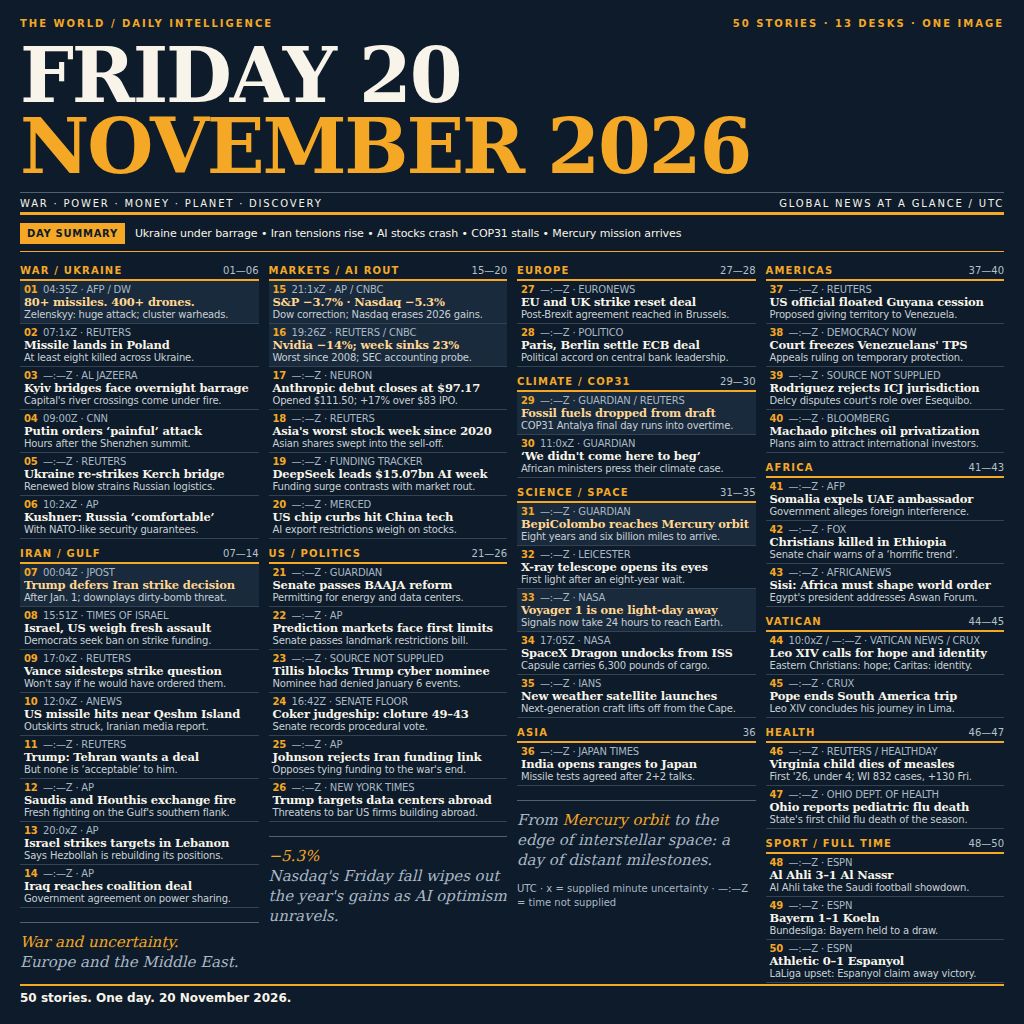 THE WORLD / DAILY INTELLIGENCE
50 STORIES · 13 DESKS · ONE IMAGE
FRIDAY 20
NOVEMBER 2026
WAR · POWER · MONEY · PLANET · DISCOVERY
GLOBAL NEWS AT A GLANCE / UTC
DAY SUMMARY
Ukraine under barrage • Iran tensions rise • AI stocks crash • COP31 stalls • Mercury mission arrives
WAR / UKRAINE 01—06
01 04:35Z · AFP / DW
80+ missiles. 400+ drones.
Zelenskyy: huge attack; cluster warheads.
02 07:1xZ · REUTERS
Missile lands in Poland
At least eight killed across Ukraine.
03 —:—Z · AL JAZEERA
Kyiv bridges face overnight barrage
Capital's river crossings come under fire.
04 09:00Z · CNN
Putin orders ‘painful’ attack
Hours after the Shenzhen summit.
05 —:—Z · REUTERS
Ukraine re-strikes Kerch bridge
Renewed blow strains Russian logistics.
06 10:2xZ · AP
Kushner: Russia ‘comfortable’
With NATO-like security guarantees.
IRAN / GULF 07—14
07 00:04Z · JPOST
Trump defers Iran strike decision
After Jan. 1; downplays dirty-bomb threat.
08 15:51Z · TIMES OF ISRAEL
Israel, US weigh fresh assault
Democrats seek ban on strike funding.
09 17:0xZ · REUTERS
Vance sidesteps strike question
Won't say if he would have ordered them.
10 12:0xZ · ANEWS
US missile hits near Qeshm Island
Outskirts struck, Iranian media report.
11 —:—Z · REUTERS
Trump: Tehran wants a deal
But none is ‘acceptable’ to him.
12 —:—Z · AP
Saudis and Houthis exchange fire
Fresh fighting on the Gulf's southern flank.
13 20:0xZ · AP
Israel strikes targets in Lebanon
Says Hezbollah is rebuilding its positions.
14 —:—Z · AP
Iraq reaches coalition deal
Government agreement on power sharing.
War and uncertainty.
Europe and the Middle East.
MARKETS / AI ROUT 15—20
15 21:1xZ · AP / CNBC
S&P −3.7% · Nasdaq −5.3%
Dow correction; Nasdaq erases 2026 gains.
16 19:26Z · REUTERS / CNBC
Nvidia −14%; week sinks 23%
Worst since 2008; SEC accounting probe.
17 —:—Z · NEURON
Anthropic debut closes at $97.17
Opened $111.50; +17% over $83 IPO.
18 —:—Z · REUTERS
Asia's worst stock week since 2020
Asian shares swept into the sell-off.
19 —:—Z · FUNDING TRACKER
DeepSeek leads $15.07bn AI week
Funding surge contrasts with market rout.
20 —:—Z · MERCED
US chip curbs hit China tech
AI export restrictions weigh on stocks.
US / POLITICS 21—26
21 —:—Z · GUARDIAN
Senate passes BAAJA reform
Permitting for energy and data centers.
22 —:—Z · AP
Prediction markets face first limits
Senate passes landmark restrictions bill.
23 —:—Z · SOURCE NOT SUPPLIED
Tillis blocks Trump cyber nominee
Nominee had denied January 6 events.
24 16:42Z · SENATE FLOOR
Coker judgeship: cloture 49–43
Senate records procedural vote.
25 —:—Z · AP
Johnson rejects Iran funding link
Opposes tying funding to the war's end.
26 —:—Z · NEW YORK TIMES
Trump targets data centers abroad
Threatens to bar US firms building abroad.
−5.3%
Nasdaq's Friday fall wipes out
the year's gains as AI optimism
unravels.
EUROPE 27—28
27 —:—Z · EURONEWS
EU and UK strike reset deal
Post-Brexit agreement reached in Brussels.
28 —:—Z · POLITICO
Paris, Berlin settle ECB deal
Political accord on central bank leadership.
CLIMATE / COP31 29—30
29 —:—Z · GUARDIAN / REUTERS
Fossil fuels dropped from draft
COP31 Antalya final day runs into overtime.
30 11:0xZ · GUARDIAN
‘We didn't come here to beg’
African ministers press their climate case.
SCIENCE / SPACE 31—35
31 —:—Z · GUARDIAN
BepiColombo reaches Mercury orbit
Eight years and six billion miles to arrive.
32 —:—Z · LEICESTER
X-ray telescope opens its eyes
First light after an eight-year wait.
33 —:—Z · NASA
Voyager 1 is one light-day away
Signals now take 24 hours to reach Earth.
34 17:05Z · NASA
SpaceX Dragon undocks from ISS
Capsule carries 6,300 pounds of cargo.
35 —:—Z · IANS
New weather satellite launches
Next-generation craft lifts off from the Cape.
ASIA 36
36 —:—Z · JAPAN TIMES
India opens ranges to Japan
Missile tests agreed after 2+2 talks.
From Mercury orbit to the
edge of interstellar space: a
day of distant milestones.
UTC · x = supplied minute uncertainty · —:—Z
= time not supplied
AMERICAS 37—40
37 —:—Z · REUTERS
US official floated Guyana cession
Proposed giving territory to Venezuela.
38 —:—Z · DEMOCRACY NOW
Court freezes Venezuelans' TPS
Appeals ruling on temporary protection.
39 —:—Z · SOURCE NOT SUPPLIED
Rodriguez rejects ICJ jurisdiction
Delcy disputes court's role over Esequibo.
40 —:—Z · BLOOMBERG
Machado pitches oil privatization
Plans aim to attract international investors.
AFRICA 41—43
41 —:—Z · AFP
Somalia expels UAE ambassador
Government alleges foreign interference.
42 —:—Z · FOX
Christians killed in Ethiopia
Senate chair warns of a ‘horrific trend’.
43 —:—Z · AFRICANEWS
Sisi: Africa must shape world order
Egypt's president addresses Aswan Forum.
VATICAN 44—45
44 10:0xZ / —:—Z · VATICAN NEWS / CRUX
Leo XIV calls for hope and identity
Eastern Christians: hope; Caritas: identity.
45 —:—Z · CRUX
Pope ends South America trip
Leo XIV concludes his journey in Lima.
HEALTH 46—47
46 —:—Z · REUTERS / HEALTHDAY
Virginia child dies of measles
First '26, under 4; WI 832 cases, +130 Fri.
47 —:—Z · OHIO DEPT. OF HEALTH
Ohio reports pediatric flu death
State's first child flu death of the season.
SPORT / FULL TIME 48—50
48 —:—Z · ESPN
Al Ahli 3–1 Al Nassr
Al Ahli take the Saudi football showdown.
49 —:—Z · ESPN
Bayern 1–1 Koeln
Bundesliga: Bayern held to a draw.
50 —:—Z · ESPN
Athletic 0–1 Espanyol
LaLiga upset: Espanyol claim away victory.
50 stories. One day. 20 November 2026.